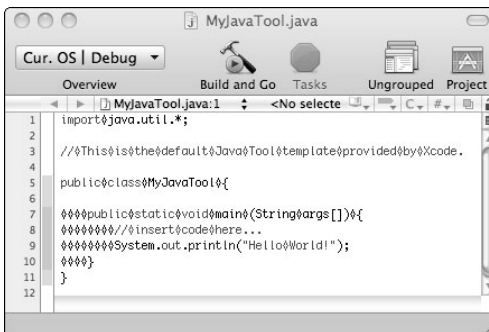 MyJavaTool.java
Cur. OS | Debug
Overview
Build and Go
Tasks
Ungrouped
Project
MyJavaTool.java:1
<No selecte
C
#
1 import◊java.util.*;
2
3 //◊This◊is◊the◊default◊Java◊Tool◊template◊provided◊by◊Xcode.
4
5 public◊class◊MyJavaTool◊{
6
7 ◊◊◊◊public◊static◊void◊main◊(String◊args[])◊{
8 ◊◊◊◊◊◊◊◊//◊insert◊code◊here...
9 ◊◊◊◊◊◊◊◊System.out.println("Hello◊World!");
10 ◊◊◊◊}
11 }
12